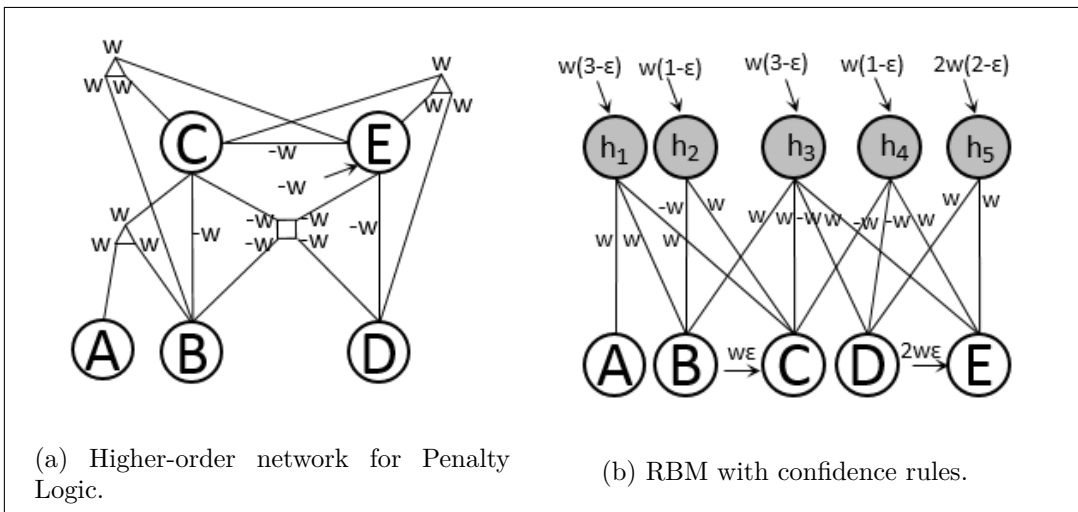 w
w w
w
w w
C
E
-w
-w
w
w w
-w
-w -w
-w -w
-w
A
B
D
(a) Higher-order network for Penalty
Logic.
w(3-ε) w(1-ε) w(3-ε) w(1-ε) 2w(2-ε)
h1 h2 h3 h4 h5
w w -w w w w w -w w -w -w w w w
A B wε C D 2wε E
(b) RBM with confidence rules.